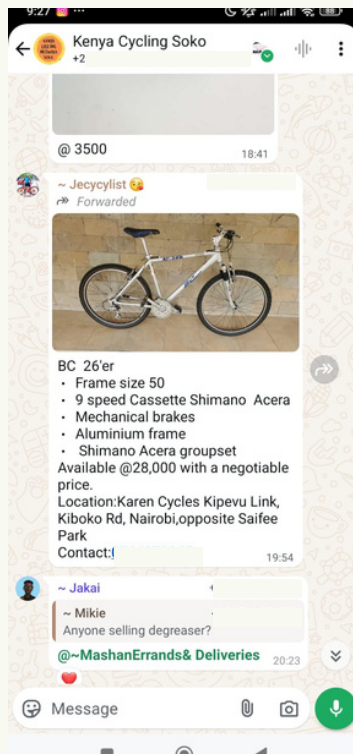 9:27
Kenya Cycling Soko
+2
@ 3500
18:41
~ Jecycylist 😘
Forwarded
BC 26'er
· Frame size 50
· 9 speed Cassette Shimano Acera
· Mechanical brakes
· Aluminium frame
· Shimano Acera groupset
Available @28,000 with a negotiable
price.
Location:Karen Cycles Kipevu Link,
Kiboko Rd, Nairobi,opposite Saifee
Park
Contact:
19:54
~ Jakai
~ Mikie
Anyone selling degreaser?
@~MashanErrands& Deliveries
20:23
❤️
Message